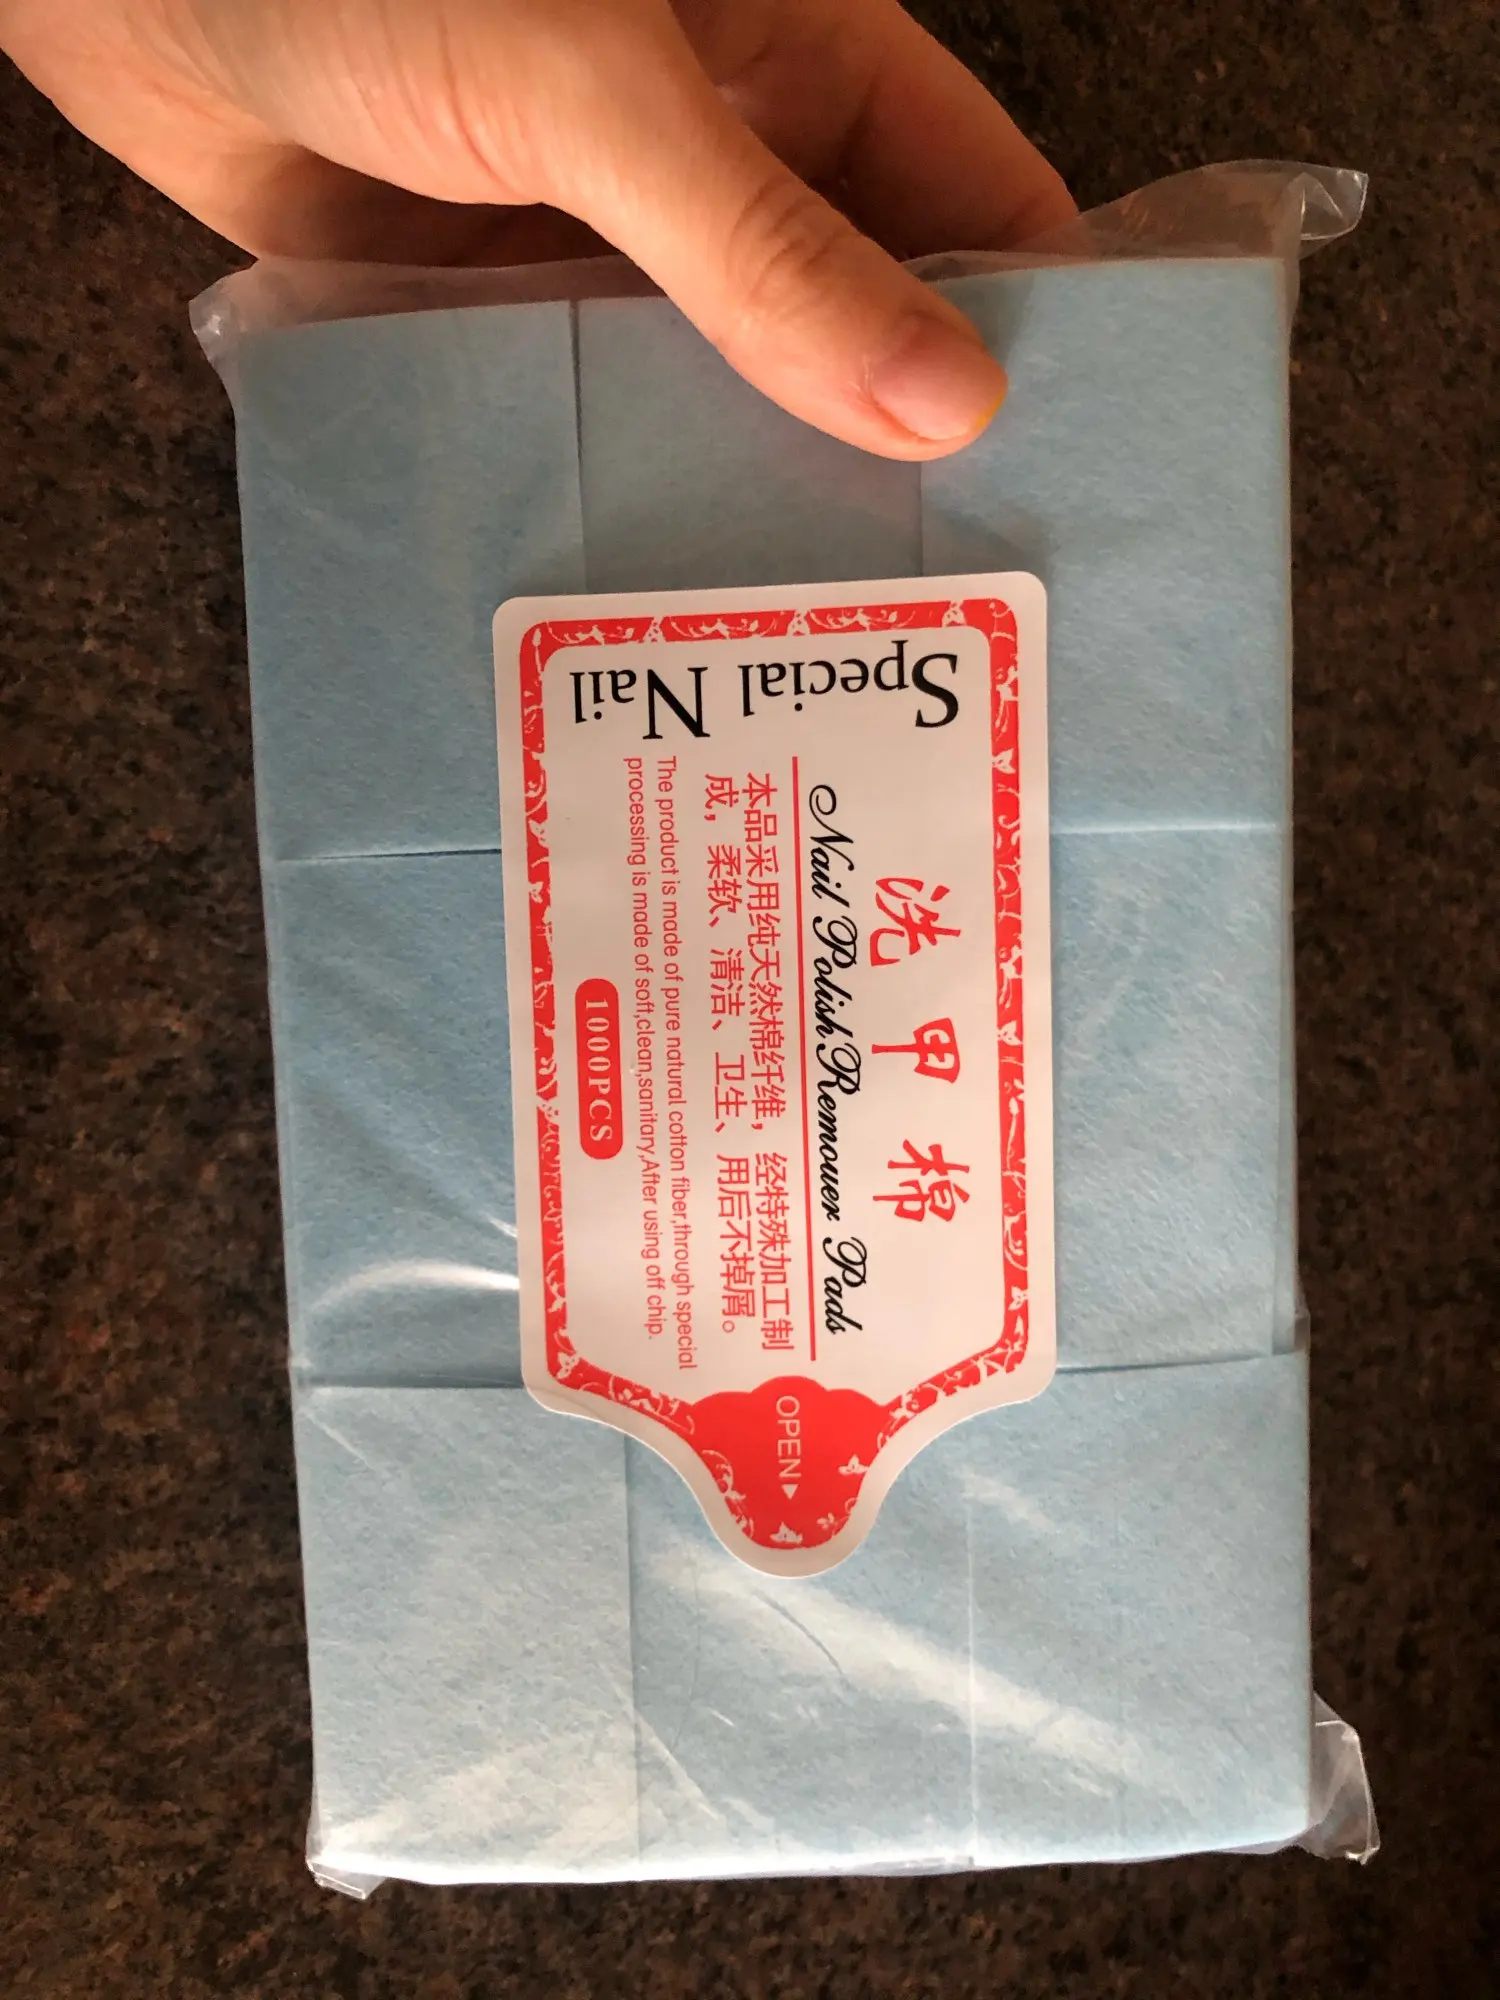 Special Nail
洗甲棉
Nail Polish Remover Pads
本品采用纯天然棉纤维，经特殊加工制
成，柔软、清洁、卫生、用后不掉屑。
The product is made of pure natural cotton fiber,through special
processing is made of soft,clean,sanitary,After using off chip.
1000PCS
OPEN▶